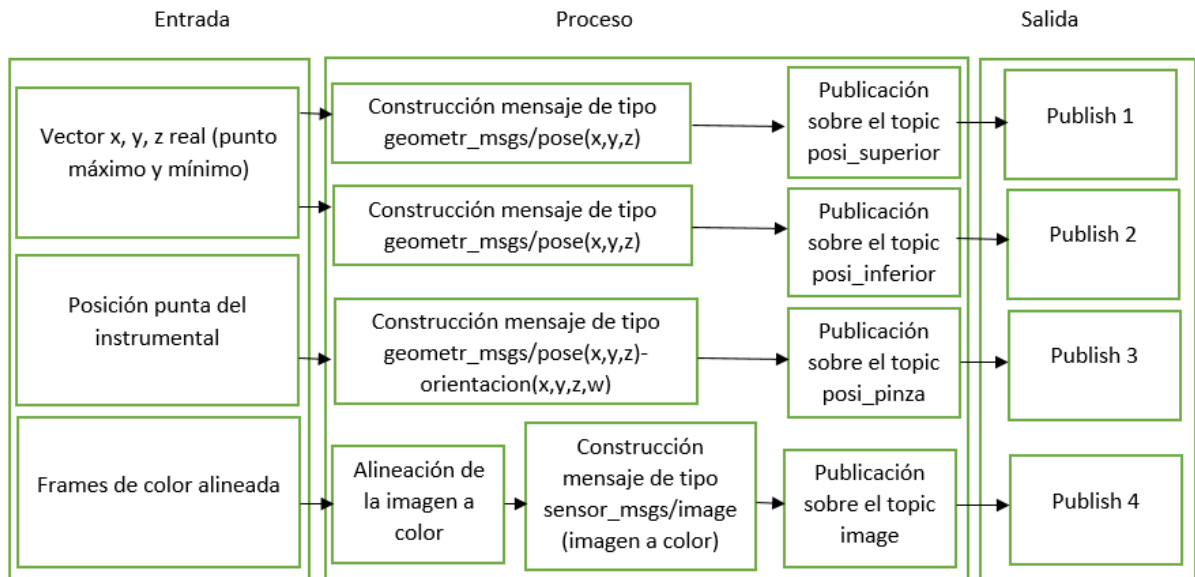 Entrada
Proceso
Salida
Vector x, y, z real (punto
máximo y mínimo)
Construcción mensaje de tipo
geometr_msgs/pose(x,y,z)
Publicación
sobre el topic
posi_superior
Publish 1
Construcción mensaje de tipo
geometr_msgs/pose(x,y,z)
Publicación
sobre el topic
posi_inferior
Publish 2
Posición punta del
instrumental
Construcción mensaje de tipo
geometr_msgs/pose(x,y,z)-
orientacion(x,y,z,w)
Publicación
sobre el topic
posi_pinza
Publish 3
Frames de color alineada
Alineación de
la imagen a
color
Construcción
mensaje de tipo
sensor_msgs/image
(imagen a color)
Publicación
sobre el topic
image
Publish 4